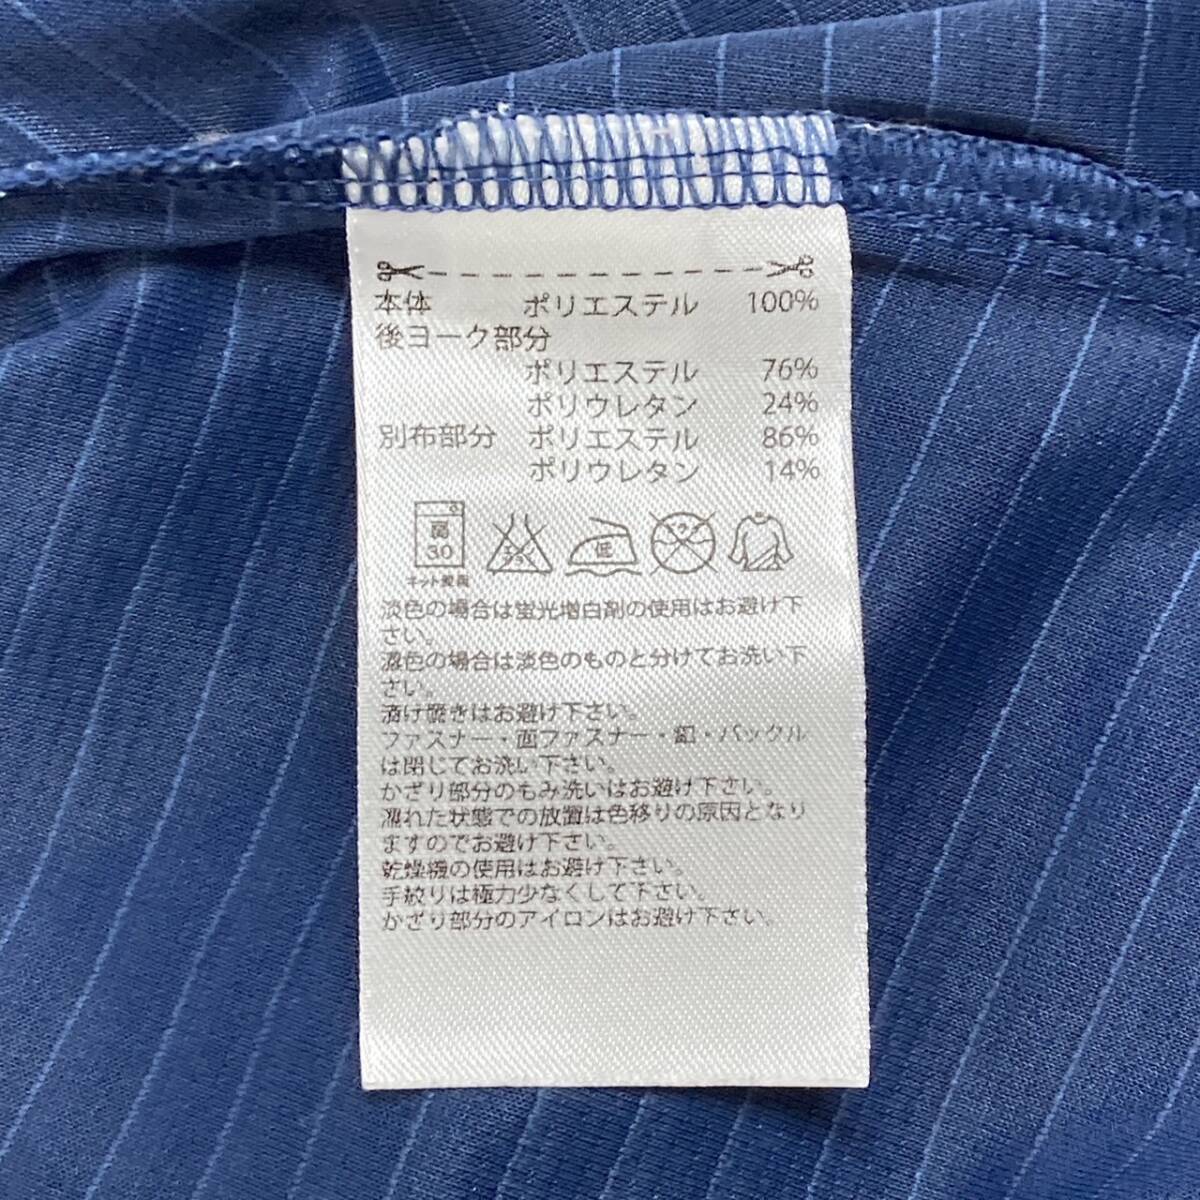 本体 ポリエステル 100%
後ヨーク部分
ポリエステル 76%
ポリウレタン 24%
別布部分 ポリエステル 86%
ポリウレタン 14%
弱 30 エンソサラシ 低 ドライ
ネット使用
淡色の場合は蛍光増白剤の使用はお避け下
さい。
濃色の場合は淡色のものと分けてお洗い下
さい。
漬け置きはお避け下さい。
ファスナー・面ファスナー・釦・バックル
は閉じてお洗い下さい。
かざり部分のもみ洗いはお避け下さい。
濡れた状態での放置は色移りの原因となり
ますのでお避け下さい。
乾燥機の使用はお避け下さい。
手絞りは極力少なくして下さい。
かざり部分のアイロンはお避け下さい。